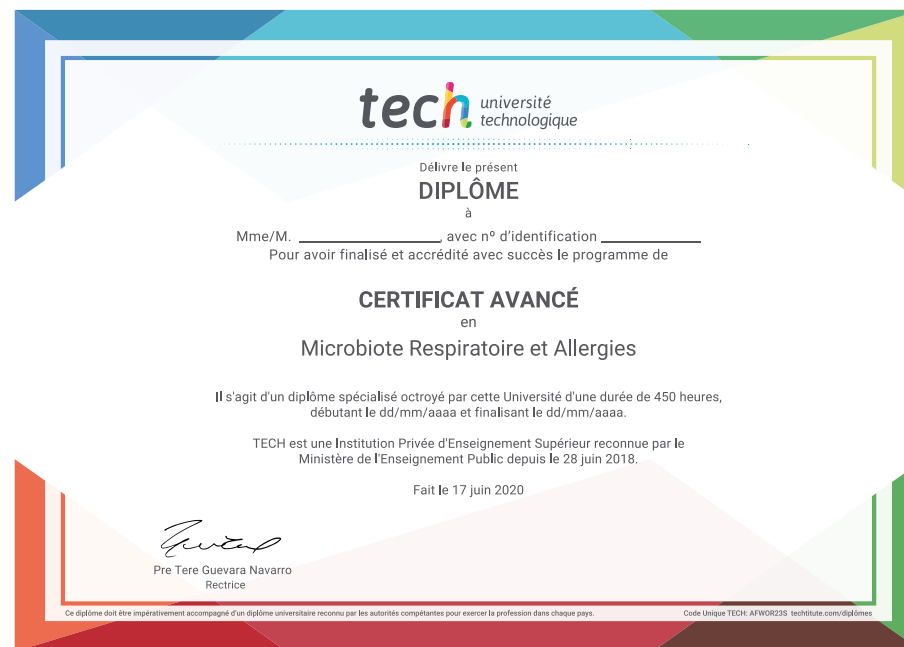 tech université
technologique
Délivre le présent
DIPLÔME
à
Mme/M. ____________________, avec nº d'identification ______________
Pour avoir finalisé et accrédité avec succès le programme de
CERTIFICAT AVANCÉ
en
Microbiote Respiratoire et Allergies
Il s'agit d'un diplôme spécialisé octroyé par cette Université d'une durée de 450 heures,
débutant le dd/mm/aaaa et finalisant le dd/mm/aaaa.
TECH est une Institution Privée d'Enseignement Supérieur reconnue par le
Ministère de l'Enseignement Public depuis le 28 juin 2018.
Fait le 17 juin 2020
Pre Tere Guevara Navarro
Rectrice
Ce diplôme doit être impérativement accompagné d'un diplôme universitaire reconnu par les autorités compétentes pour exercer la profession dans chaque pays.
Code Unique TECH: AFWOR23S techtitute.com/diplômes